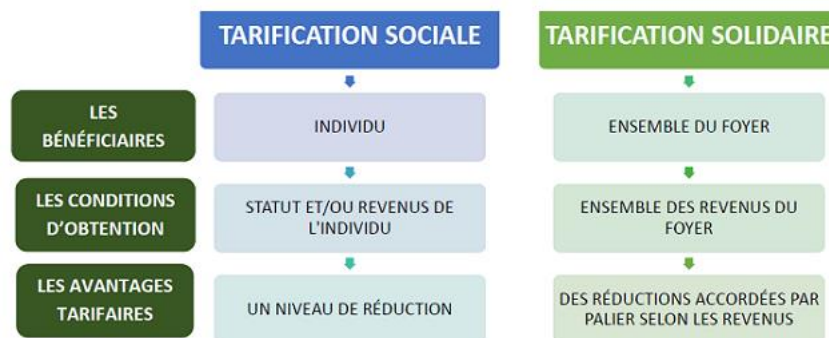 TARIFICATION SOCIALE
TARIFICATION SOLIDAIRE
LES
BÉNÉFICIAIRES
INDIVIDU
ENSEMBLE DU FOYER
LES CONDITIONS
D'OBTENTION
STATUT ET/OU REVENUS DE
L'INDIVIDU
ENSEMBLE DES REVENUS DU
FOYER
LES AVANTAGES
TARIFAIRES
UN NIVEAU DE RÉDUCTION
DES RÉDUCTIONS ACCORDÉES PAR
PALIER SELON LES REVENUS